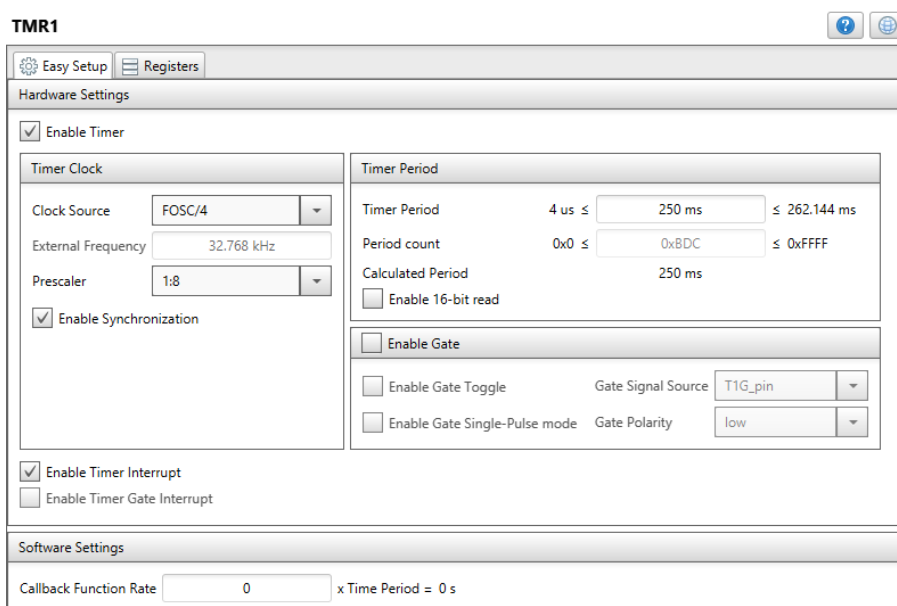 TMR1
Easy Setup Registers
Hardware Settings
Enable Timer
Timer Clock
Clock Source FOSC/4
External Frequency 32.768 kHz
Prescaler 1:8
Enable Synchronization
Timer Period
Timer Period 4 us ≤ 250 ms ≤ 262.144 ms
Period count 0x0 ≤ 0xBDC ≤ 0xFFFF
Calculated Period 250 ms
Enable 16-bit read
Enable Gate
Enable Gate Toggle Gate Signal Source T1G_pin
Enable Gate Single-Pulse mode Gate Polarity low
Enable Timer Interrupt
Enable Timer Gate Interrupt
Software Settings
Callback Function Rate 0 x Time Period = 0 s